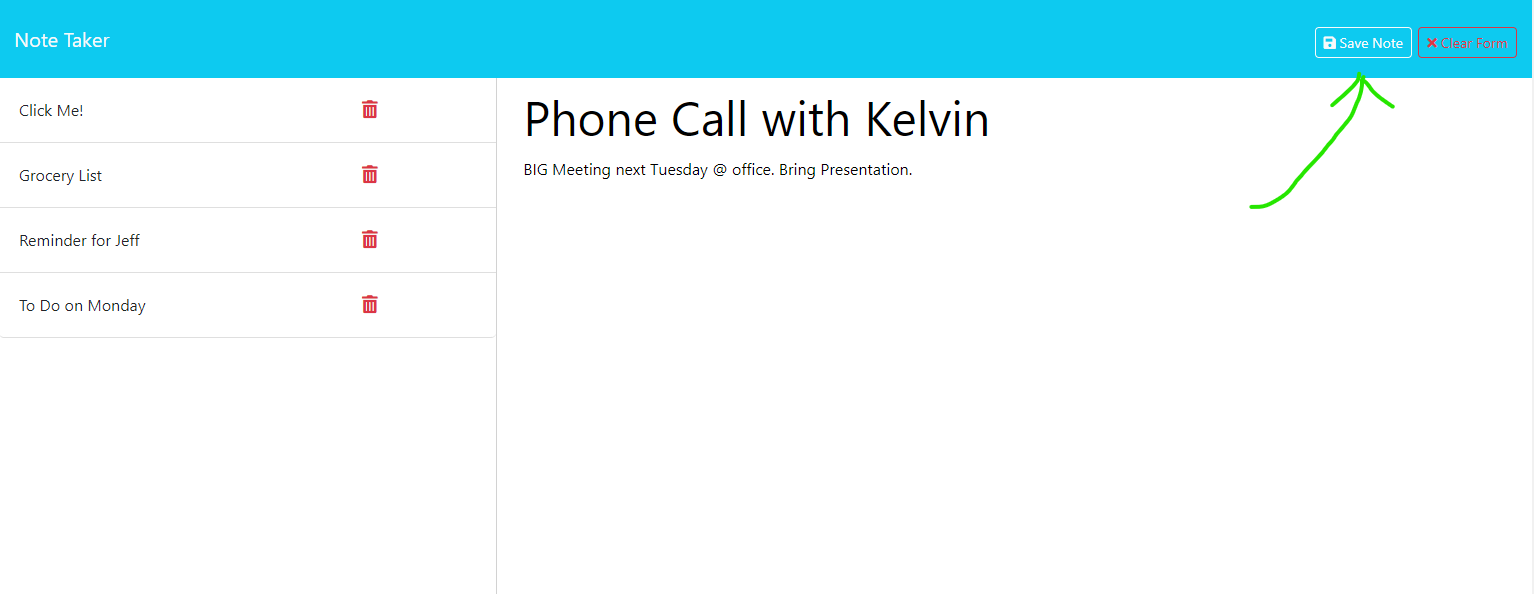 Note Taker
Save Note
Clear Form
Click Me!
Grocery List
Reminder for Jeff
To Do on Monday
Phone Call with Kelvin
BIG Meeting next Tuesday @ office. Bring Presentation.